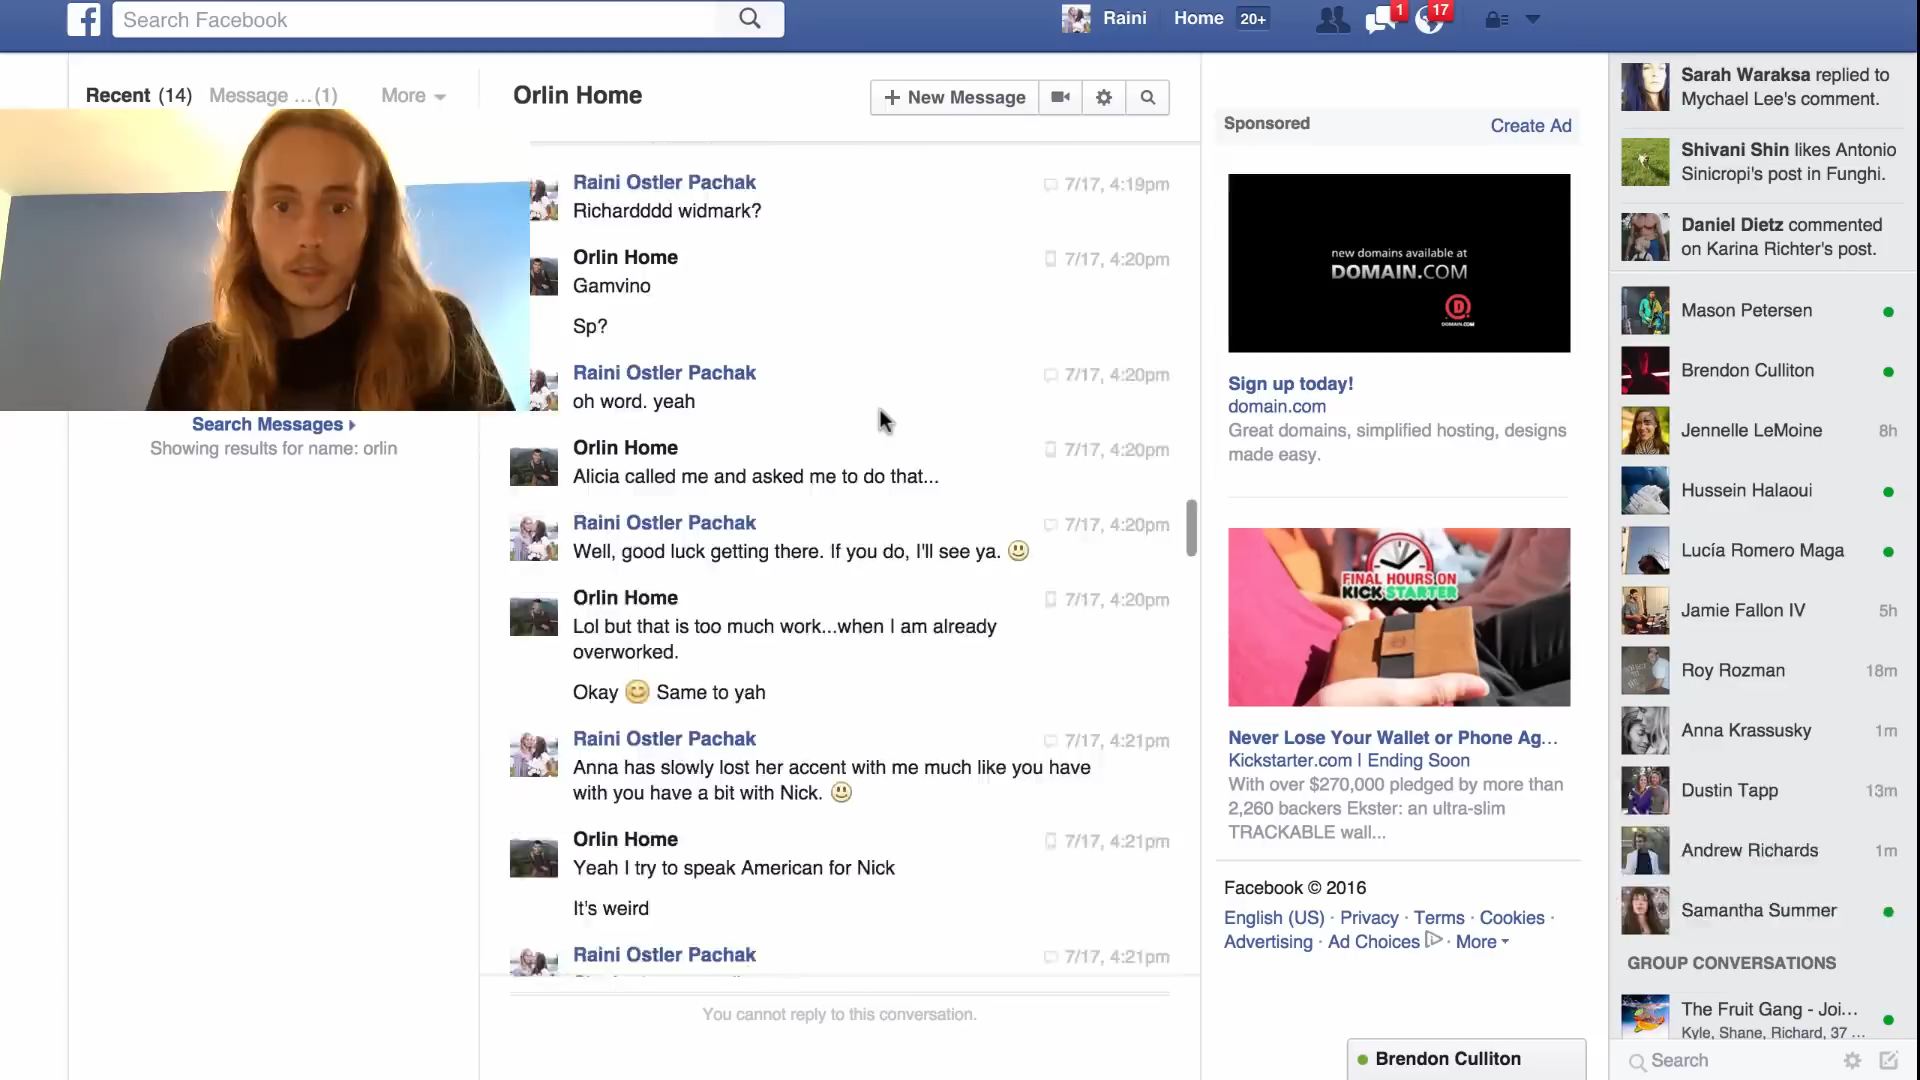 Search Facebook
Raini
Home 20+
1
17
Recent (14)
Message ... (1)
More
Orlin Home
+ New Message
Raini Ostler Pachak
7/17, 4:19pm
Richardddd widmark?
Orlin Home
7/17, 4:20pm
Gamvino
Sp?
Raini Ostler Pachak
7/17, 4:20pm
oh word. yeah
Search Messages
Showing results for name: orlin
Orlin Home
7/17, 4:20pm
Alicia called me and asked me to do that...
Raini Ostler Pachak
7/17, 4:20pm
Well, good luck getting there. If you do, I'll see ya.
Orlin Home
7/17, 4:20pm
Lol but that is too much work...when I am already
overworked.
Okay Same to yah
Raini Ostler Pachak
7/17, 4:21pm
Anna has slowly lost her accent with me much like you have
with you have a bit with Nick.
Orlin Home
7/17, 4:21pm
Yeah I try to speak American for Nick
It's weird
Raini Ostler Pachak
7/17, 4:21pm
You cannot reply to this conversation.
Sponsored
Create Ad
new domains available at
DOMAIN.COM
D
DOMAIN.COM
Sign up today!
domain.com
Great domains, simplified hosting, designs
made easy.
FINAL HOURS ON
KICKSTARTER
Never Lose Your Wallet or Phone Ag...
Kickstarter.com | Ending Soon
With over $270,000 pledged by more than
2,260 backers Ekster: an ultra-slim
TRACKABLE wall...
Facebook © 2016
English (US) · Privacy · Terms · Cookies ·
Advertising · Ad Choices · More
Sarah Waraksa replied to
Mychael Lee's comment.
Shivani Shin likes Antonio
Sinicropi's post in Funghi.
Daniel Dietz commented
on Karina Richter's post.
Mason Petersen
Brendon Culliton
Jennelle LeMoine 8h
Hussein Halaoui
Lucía Romero Maga
Jamie Fallon IV 5h
Roy Rozman 18m
Anna Krassusky 1m
Dustin Tapp 13m
Andrew Richards 1m
Samantha Summer
GROUP CONVERSATIONS
The Fruit Gang - Joi...
Kyle, Shane, Richard, 37 ...
Search
Brendon Culliton